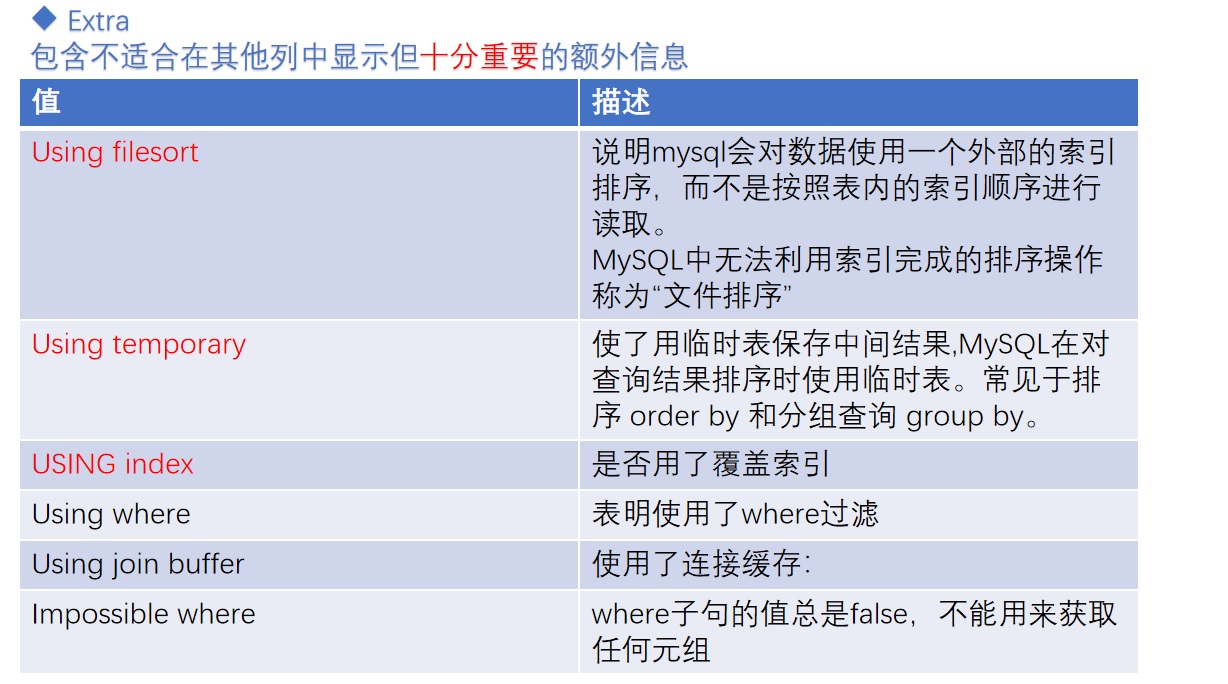 ◆ Extra
包含不适合在其他列中显示但十分重要的额外信息
值
描述
Using filesort
说明mysql会对数据使用一个外部的索引
排序，而不是按照表内的索引顺序进行
读取。
MySQL中无法利用索引完成的排序操作
称为“文件排序”
Using temporary
使了用临时表保存中间结果,MySQL在对
查询结果排序时使用临时表。常见于排
序 order by 和分组查询 group by。
USING index
是否用了覆盖索引
Using where
表明使用了where过滤
Using join buffer
使用了连接缓存：
Impossible where
where子句的值总是false，不能用来获取
任何元组